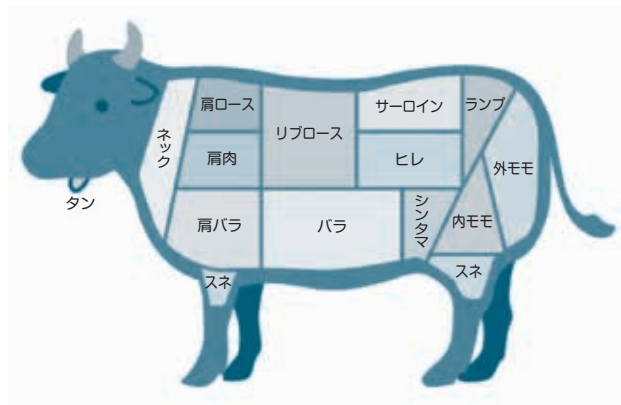 肩ロース
サーロイン
ランプ
ネック
リブロース
肩肉
ヒレ
外モモ
タン
肩バラ
バラ
シンタマ
内モモ
スネ
スネ